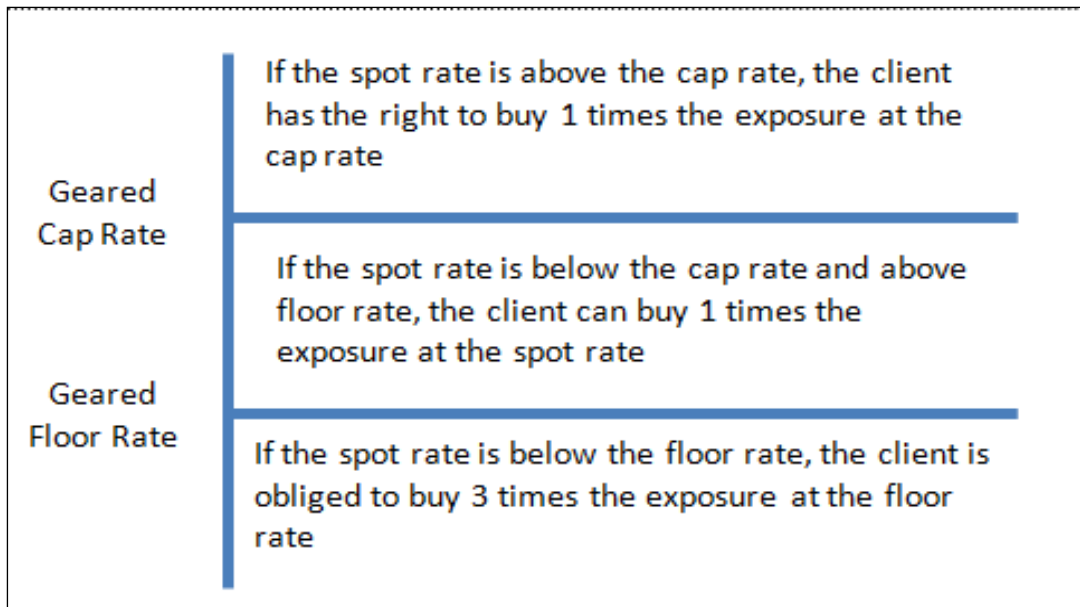 If the spot rate is above the cap rate, the client
has the right to buy 1 times the exposure at the
cap rate
Geared
Cap Rate
If the spot rate is below the cap rate and above
floor rate, the client can buy 1 times the
exposure at the spot rate
Geared
Floor Rate
If the spot rate is below the floor rate, the client is
obliged to buy 3 times the exposure at the floor
rate